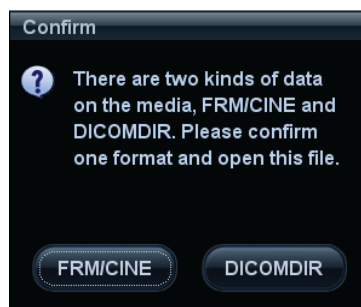 Confirm
?
There are two kinds of data
on the media, FRM/CINE and
DICOMDIR. Please confirm
one format and open this file.
FRM/CINE
DICOMDIR